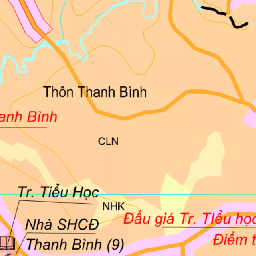 Thôn Thanh Bình
anh Bình
CLN
Tr. Tiểu Học
NHK
Đấu giá Tr. TIểu học
Nhà SHCĐ
Điểm t
Thanh Bình (9)